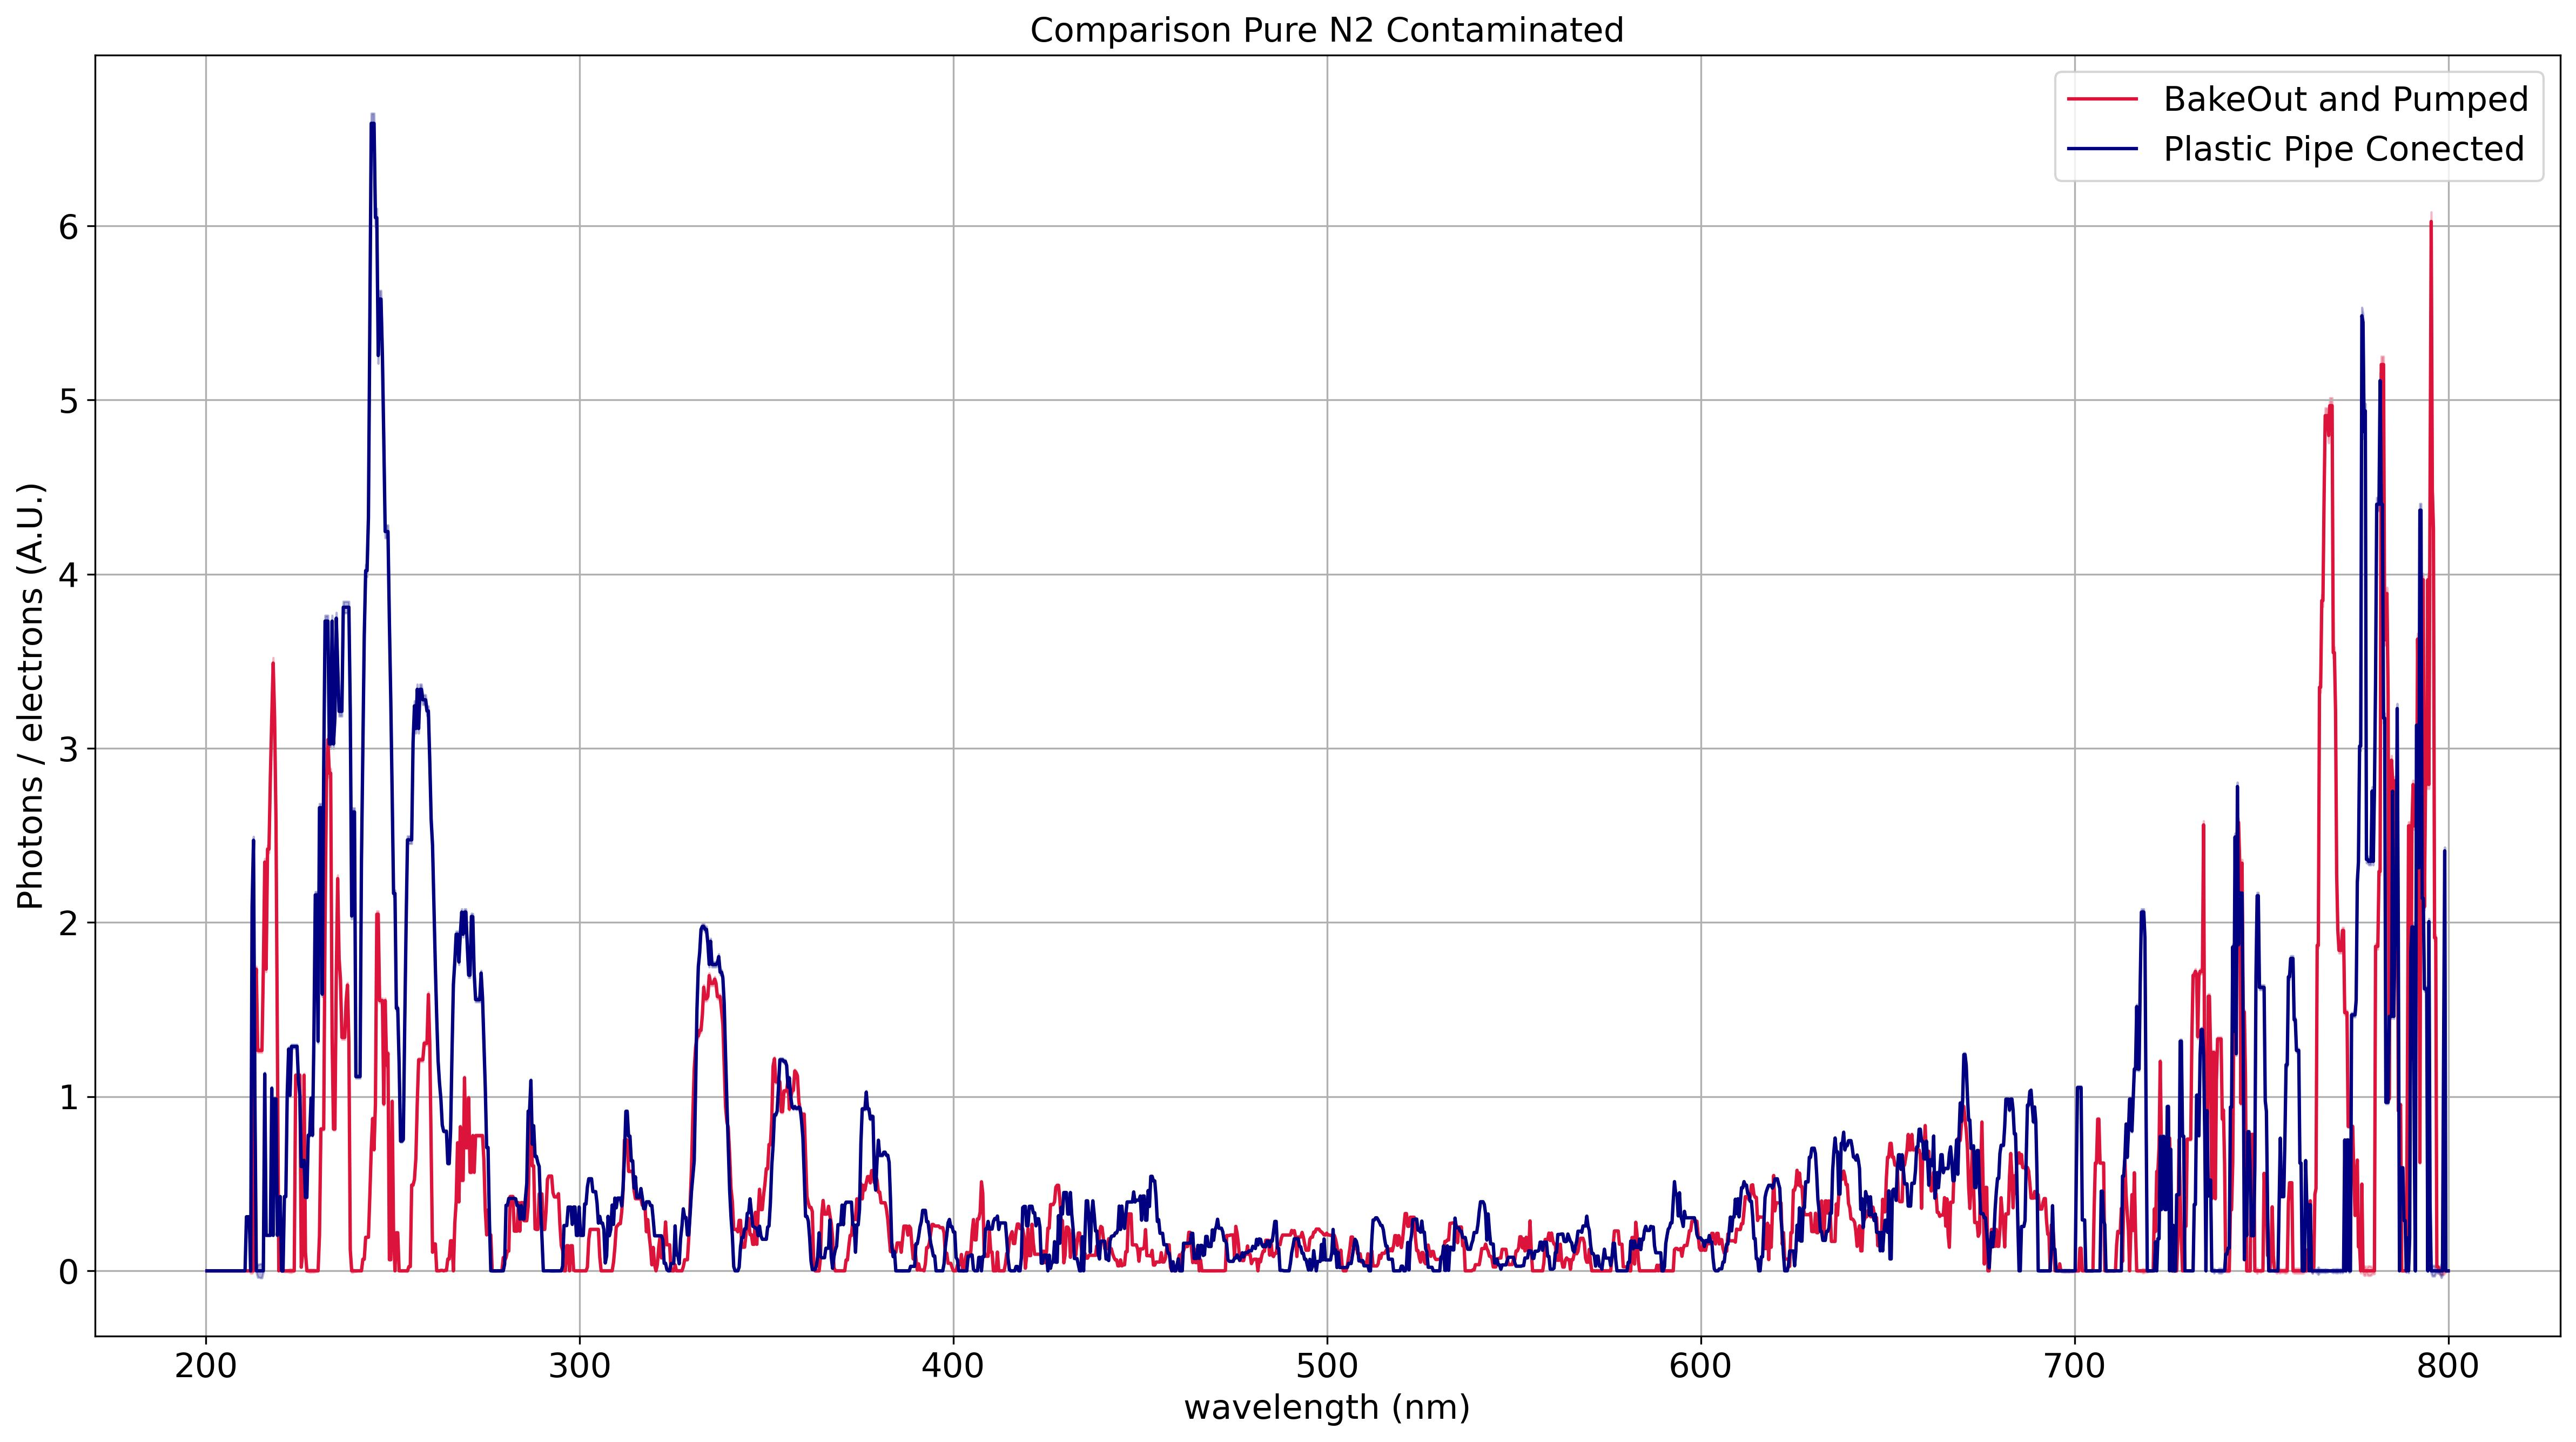 Comparison Pure N2 Contaminated
BakeOut and Pumped
Plastic Pipe Conected
Photons / electrons (A.U.)
6
5
4
3
2
1
0
200 300 400 500 600 700 800
wavelength (nm)